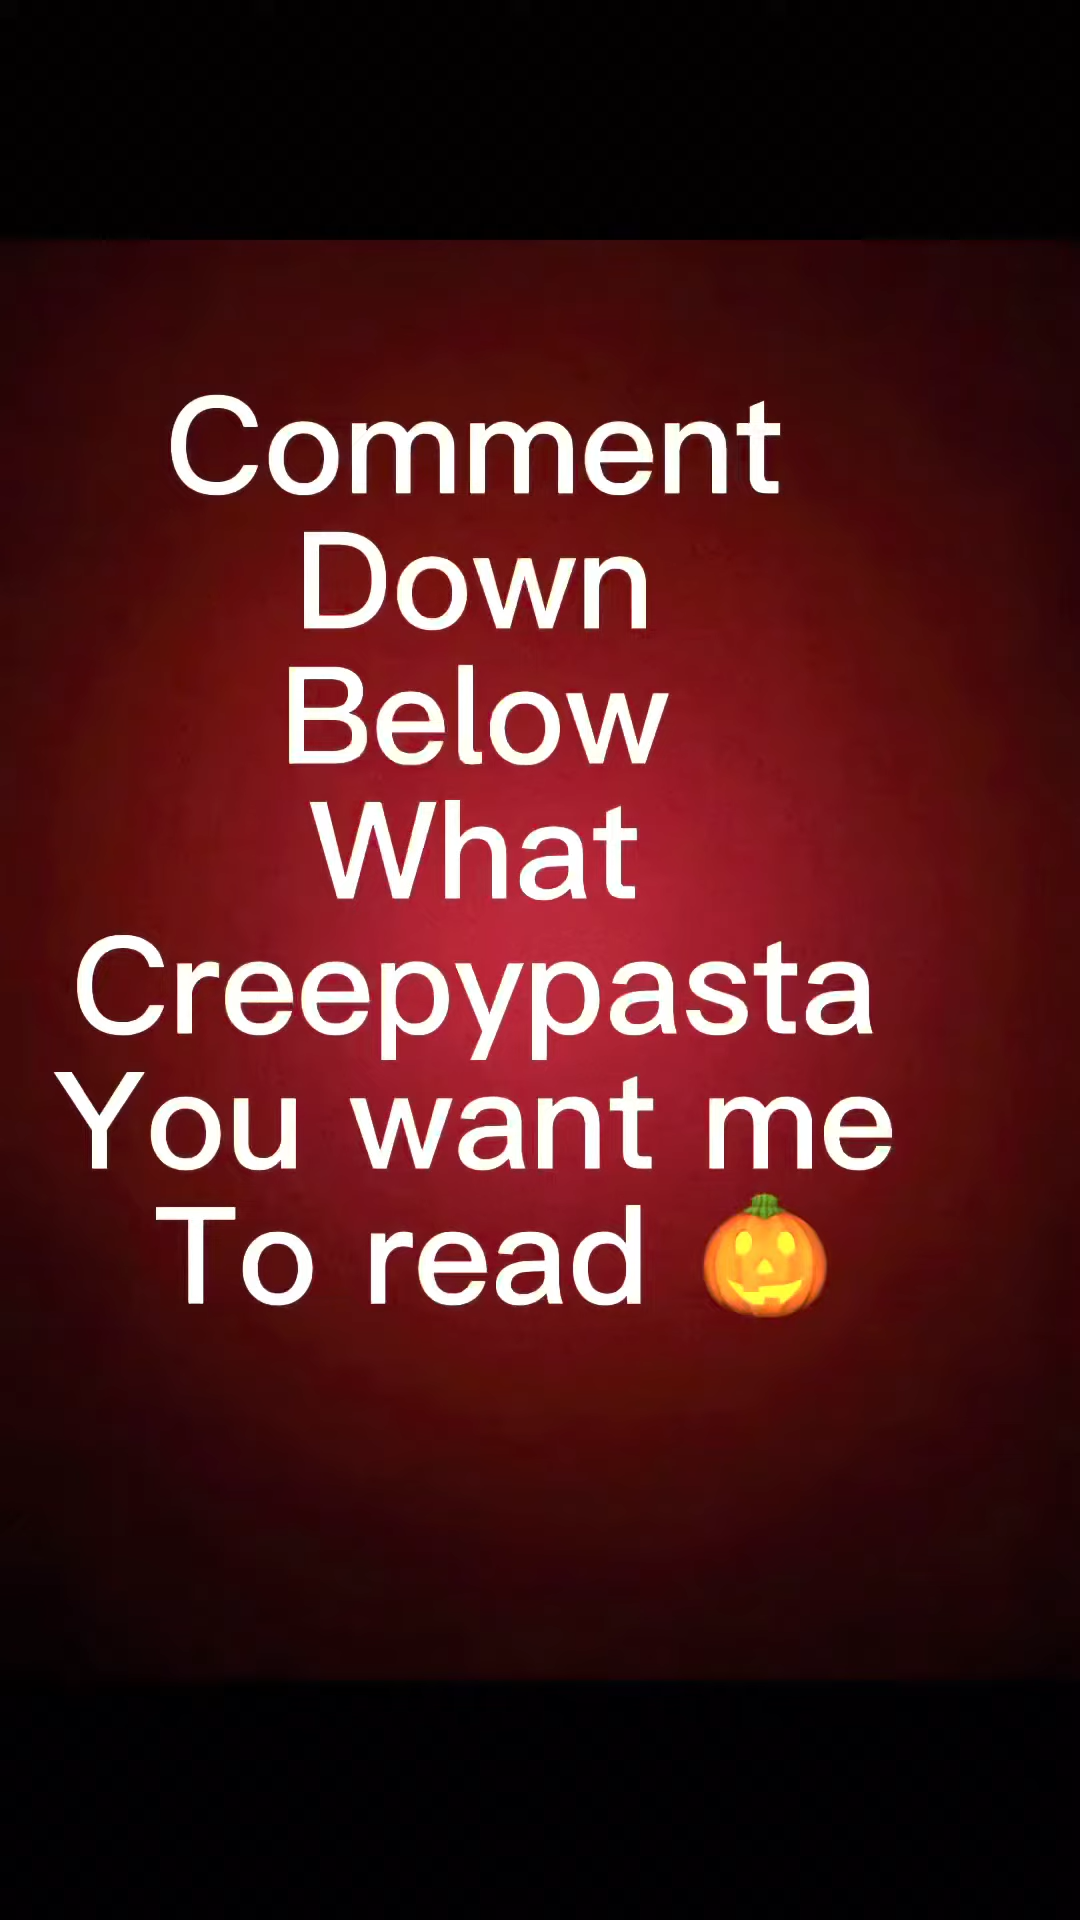 Comment
Down
Below
What
Creepypasta
You want me
To read 🎃